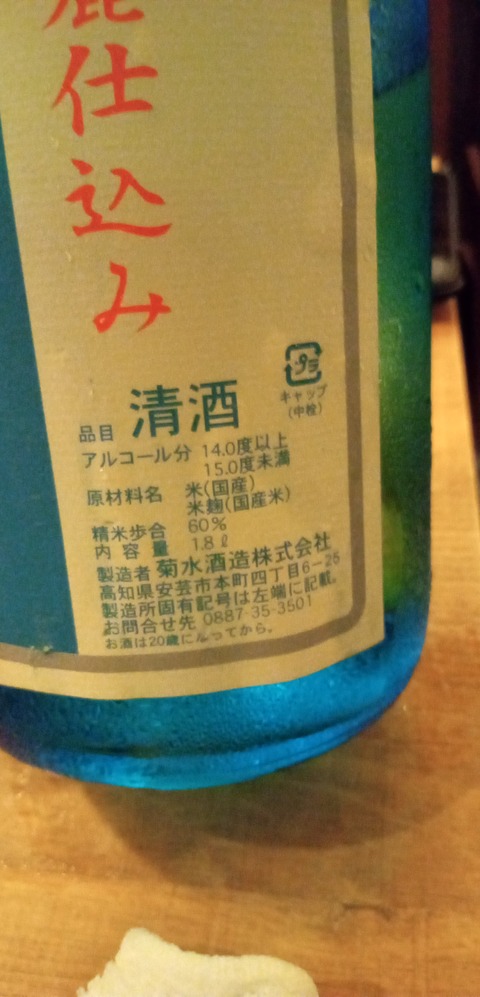 仕込み
プラ
キャップ
(中栓)
品目 清酒
アルコール分 14.0度以上
15.0度未満
原材料名 米(国産)
米麹(国産米)
精米歩合 60%
内容量 1.8ℓ
製造者 菊水酒造株式会社
高知県安芸市本町四丁目6-25
製造所固有記号は左端に記載。
お問合せ先 0887-35-3501
お酒は20歳になってから。